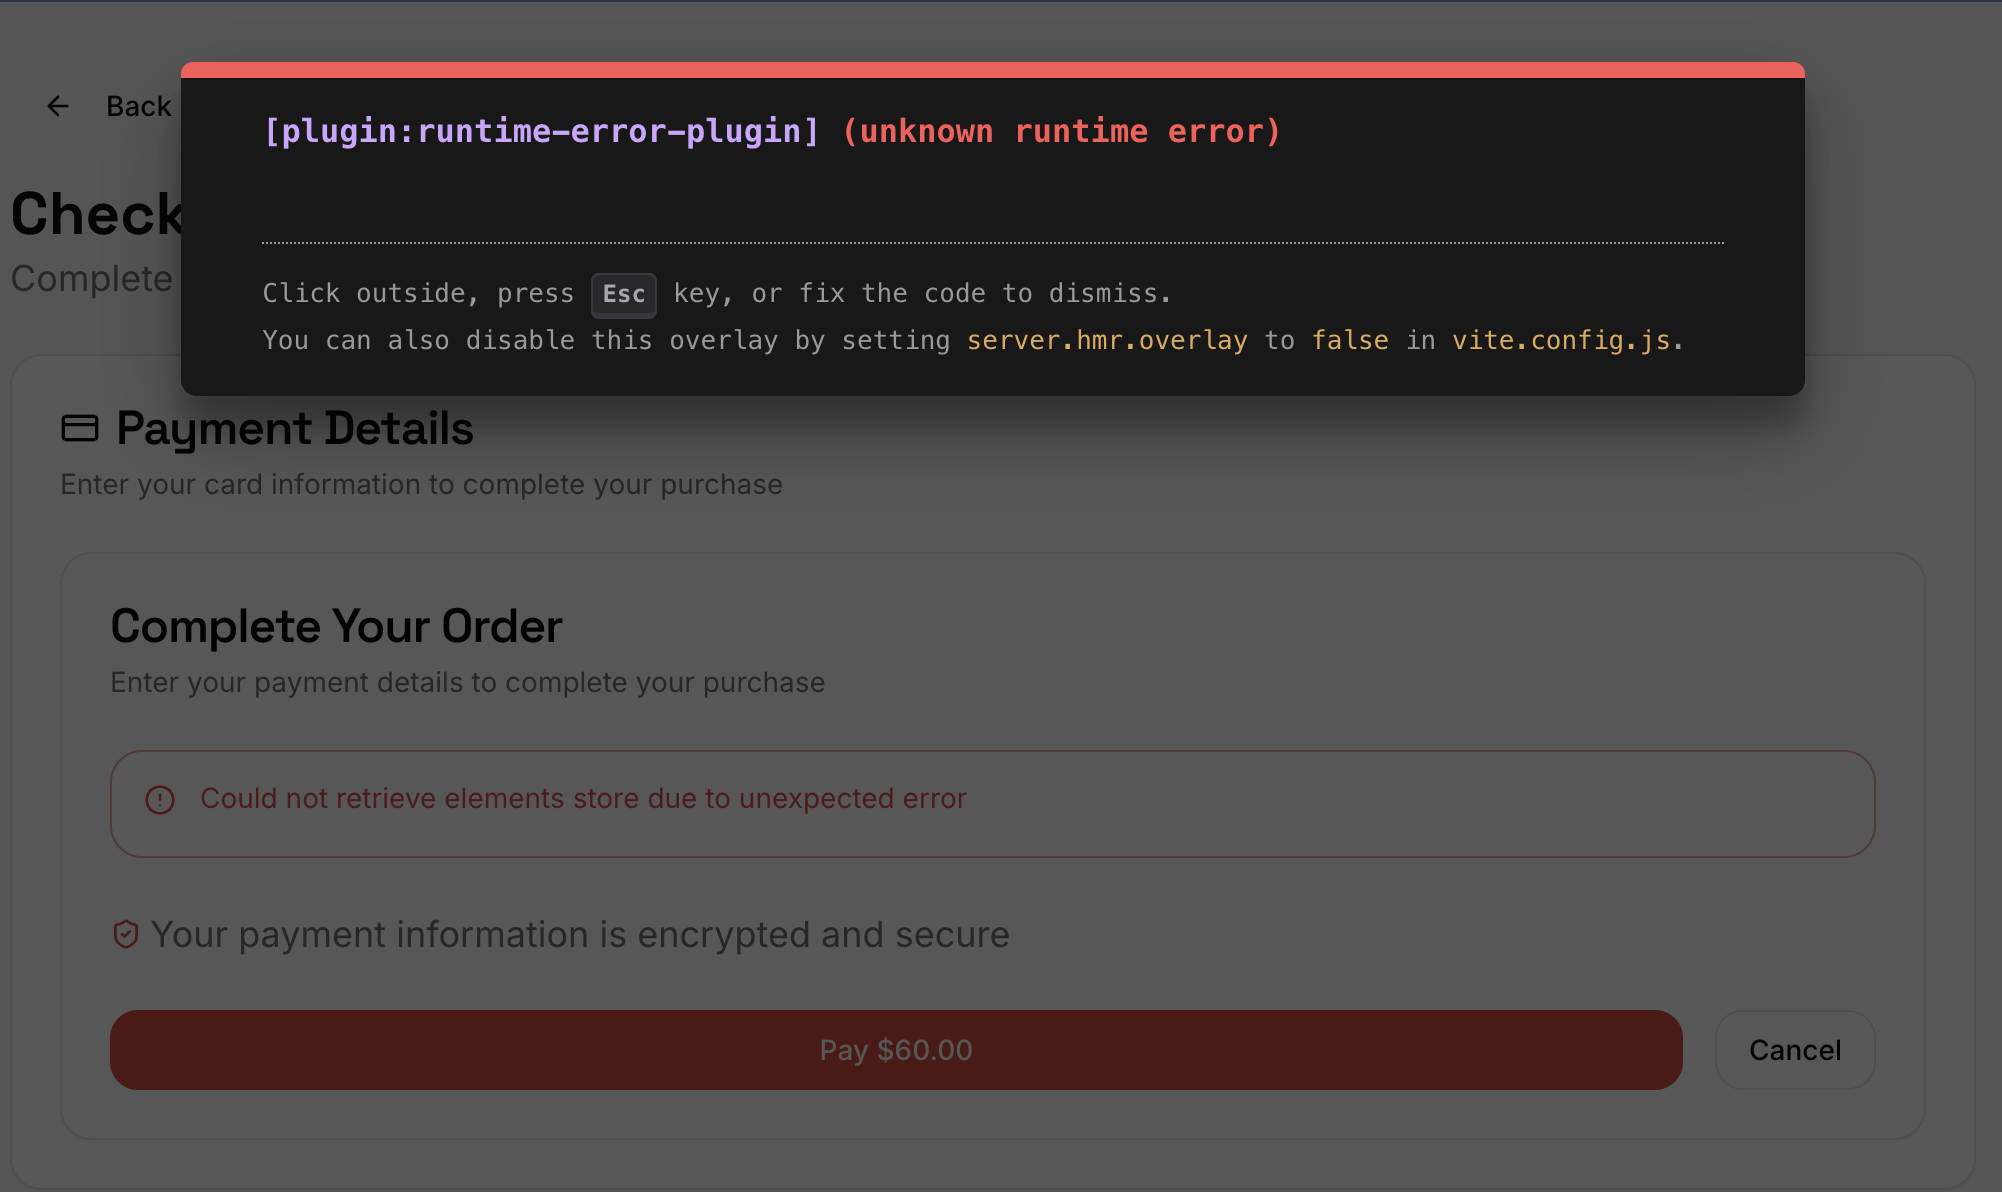 Back
[plugin:runtime-error-plugin] (unknown runtime error)
Click outside, press Esc key, or fix the code to dismiss.
You can also disable this overlay by setting server.hmr.overlay to false in vite.config.js.
Check
Complete
Payment Details
Enter your card information to complete your purchase
Complete Your Order
Enter your payment details to complete your purchase
Could not retrieve elements store due to unexpected error
Your payment information is encrypted and secure
Pay $60.00
Cancel